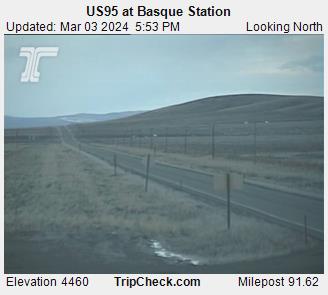 US95 at Basque Station
Updated: Mar 03 2024  5:53 PM Looking North
Elevation 4460 TripCheck.com Milepost 91.62